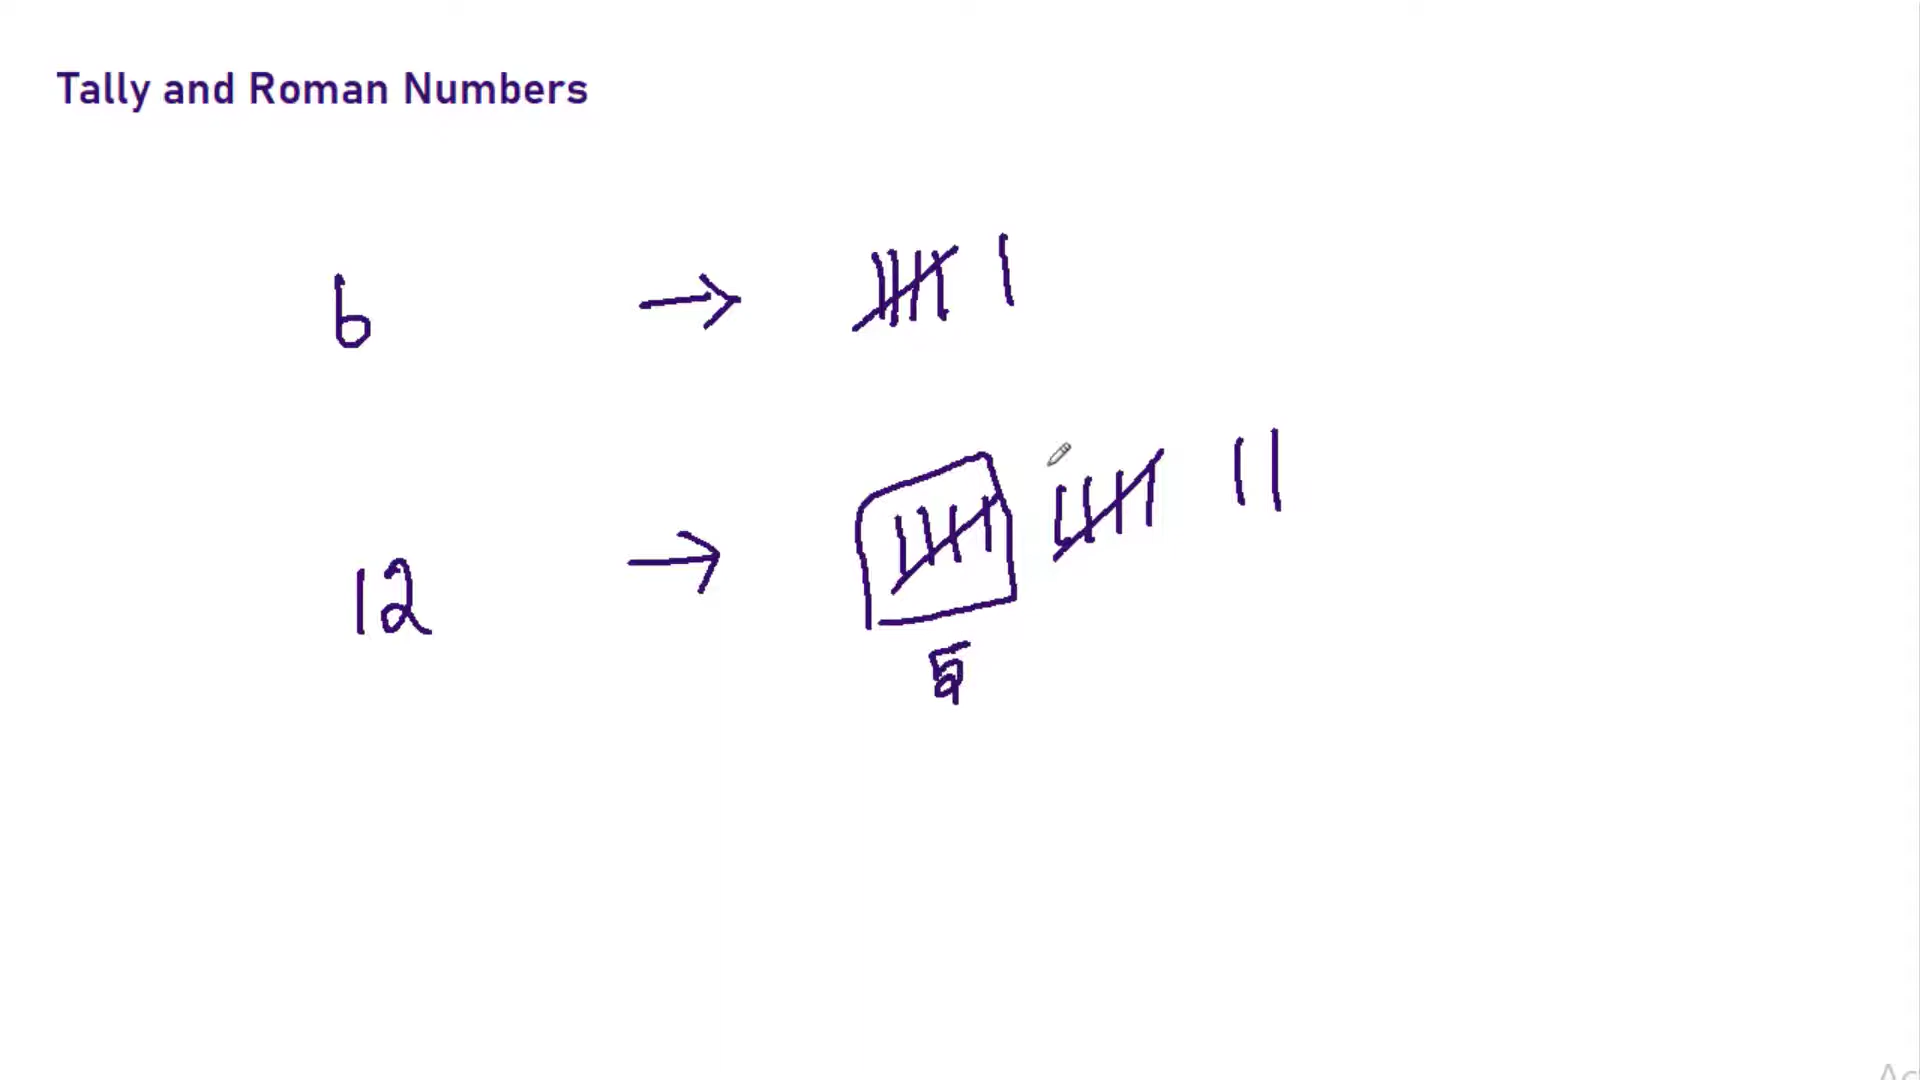 Tally and Roman Numbers
6 → 𝍸 |
12 → 𝍸 𝍸 ||
5